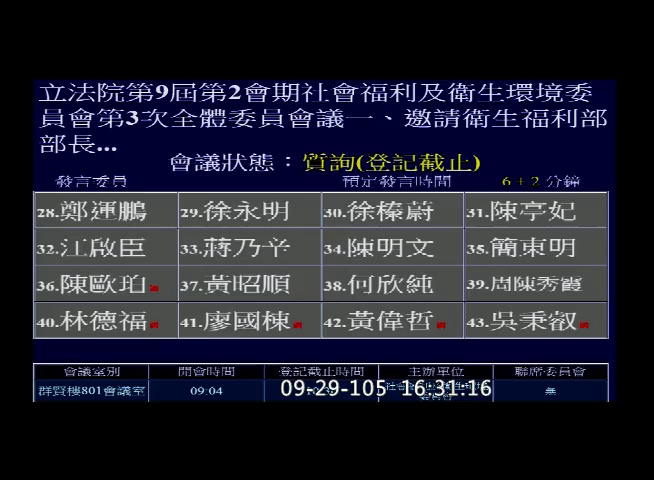 立法院第9屆第2會期社會福利及衛生環境委
員會第3次全體委員會議一、邀請衛生福利部
部長...
會議狀態：質詢(登記截止)
發言委員 預定發言時間 6+2 分鐘
28.鄭運鵬 29.徐永明 30.徐榛蔚 31.陳亭妃
32.江啟臣 33.蔣乃辛 34.陳明文 35.簡東明
36.陳歐珀 37.黃昭順 38.何欣純 39.周陳秀霞
40.林德福 41.廖國棟 42.黃偉哲 43.吳秉叡
會議室別 開會時間 登記截止時間 主辦單位 聯席委員會
群賢樓801會議室 09:04 無
09-29-105 16:31:16